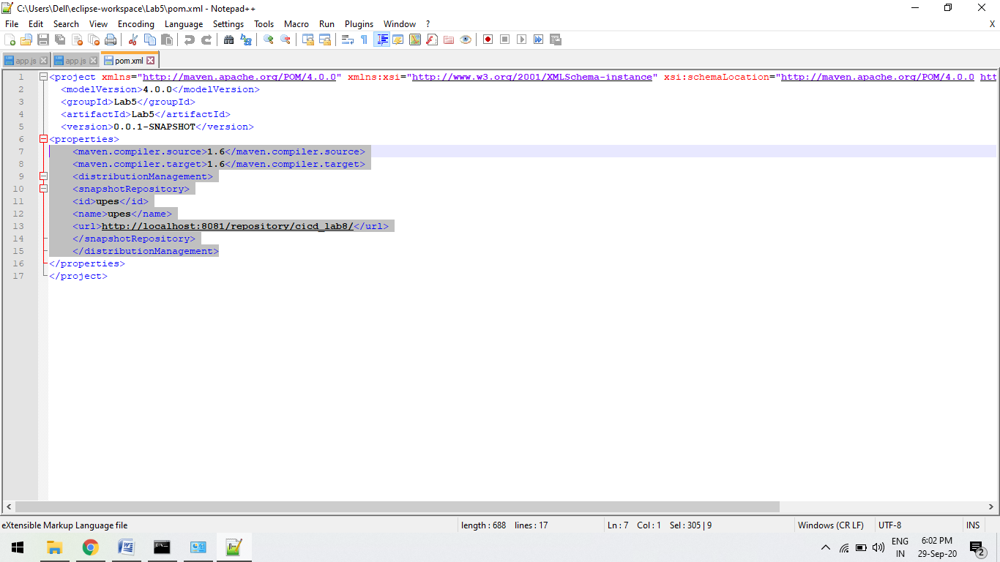 C:\Users\Dell\eclipse-workspace\Lab5\pom.xml - Notepad++
File Edit Search View Encoding Language Settings Tools Macro Run Plugins Window ? X
app.js app.js pom.xml
1 <project xmlns="http://maven.apache.org/POM/4.0.0" xmlns:xsi="http://www.w3.org/2001/XMLSchema-instance" xsi:schemaLocation="http://maven.apache.org/POM/4.0.0 htt
2 <modelVersion>4.0.0</modelVersion>
3 <groupId>Lab5</groupId>
4 <artifactId>Lab5</artifactId>
5 <version>0.0.1-SNAPSHOT</version>
6 <properties>
7 <maven.compiler.source>1.6</maven.compiler.source>
8 <maven.compiler.target>1.6</maven.compiler.target>
9 <distributionManagement>
10 <snapshotRepository>
11 <id>upes</id>
12 <name>upes</name>
13 <url>http://localhost:8081/repository/cicd_lab8/</url>
14 </snapshotRepository>
15 </distributionManagement>
16 </properties>
17 </project>
eXtensible Markup Language file length : 688 lines : 17 Ln : 7 Col : 1 Sel : 305 | 9 Windows (CR LF) UTF-8 INS
ENG 6:02 PM
IN 29-Sep-20 2